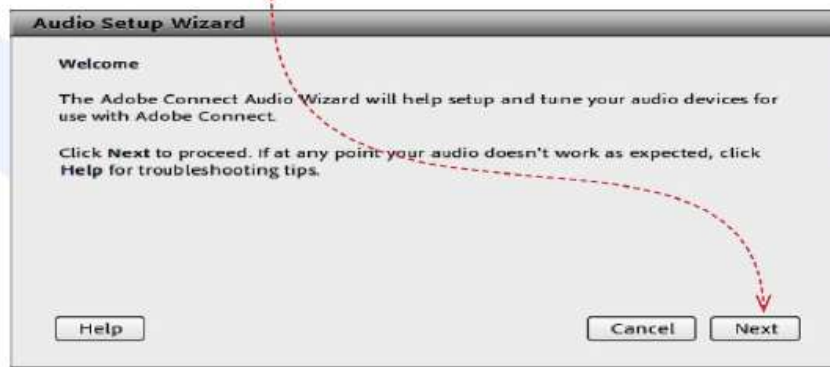 Audio Setup Wizard
Welcome
The Adobe Connect Audio Wizard will help setup and tune your audio devices for
use with Adobe Connect.
Click Next to proceed. If at any point your audio doesn't work as expected, click
Help for troubleshooting tips.
Help Cancel Next